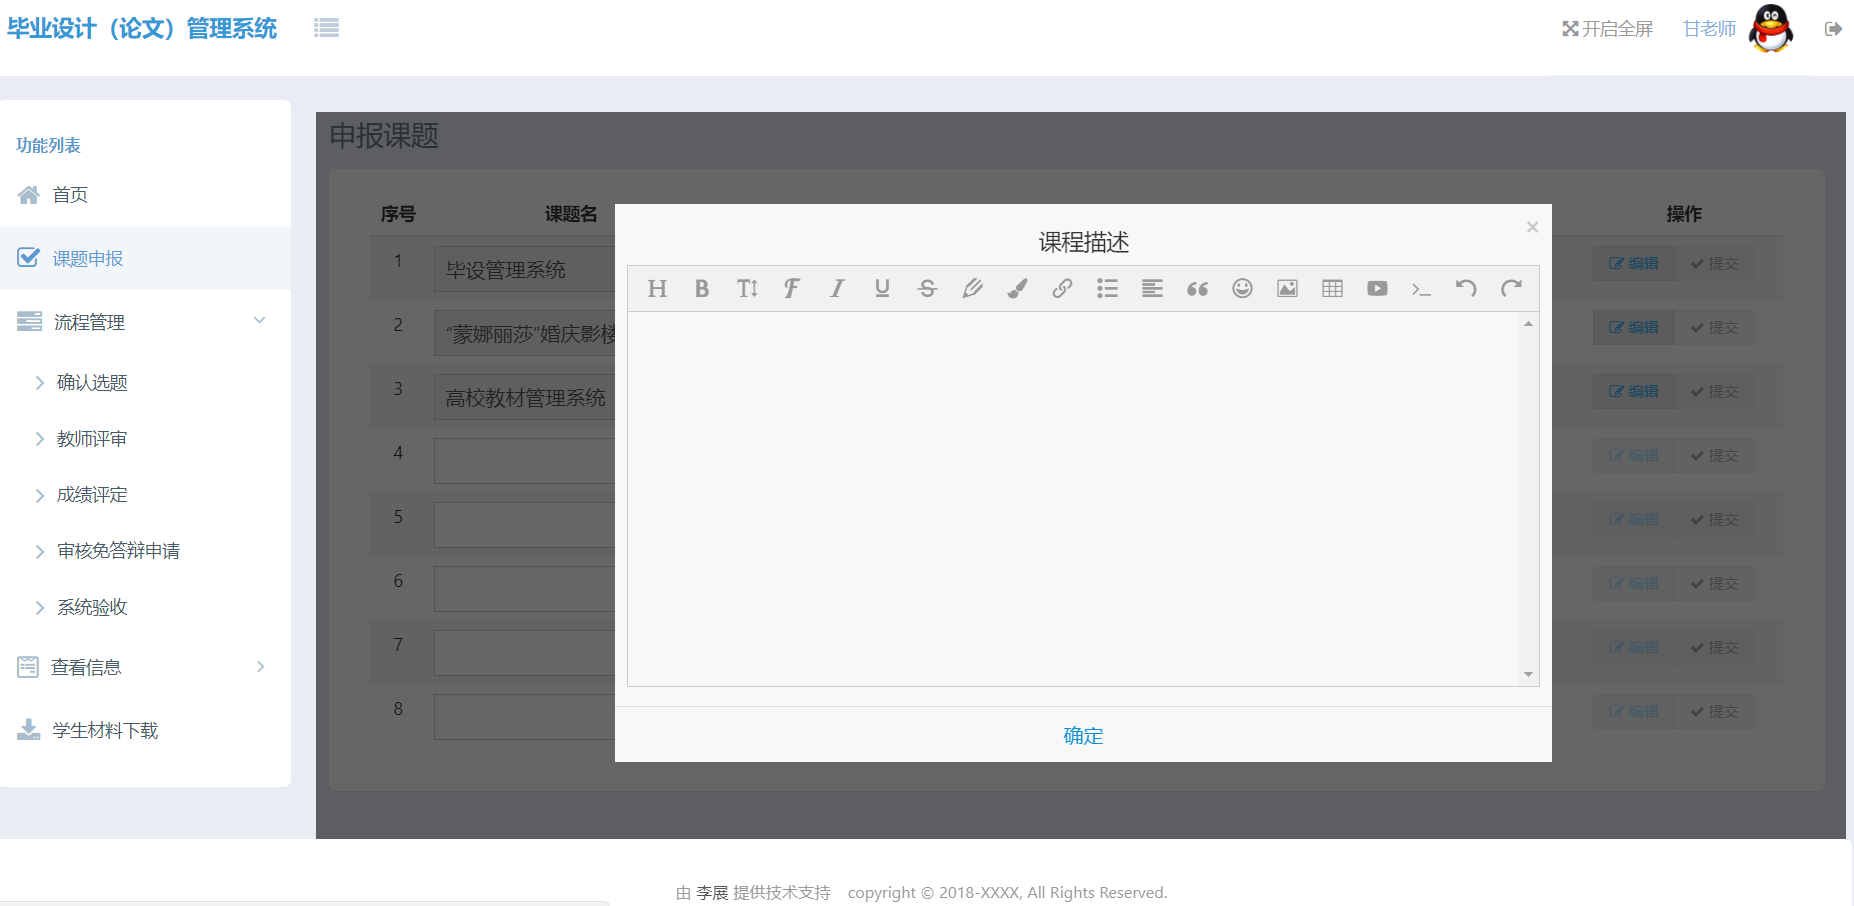 毕业设计（论文）管理系统
开启全屏 甘老师
功能列表
首页
课题申报
流程管理
确认选题
教师评审
成绩评定
审核免答辩申请
系统验收
查看信息
学生材料下载
申报课题
序号 课题名 操作
1 毕设管理系统 编辑 提交
2 “蒙娜丽莎”婚庆影楼 编辑 提交
3 高校教材管理系统 编辑 提交
4 编辑 提交
5 编辑 提交
6 编辑 提交
7 编辑 提交
8 编辑 提交
×
课程描述
确定
由 李展 提供技术支持 copyright © 2018-XXXX, All Rights Reserved.